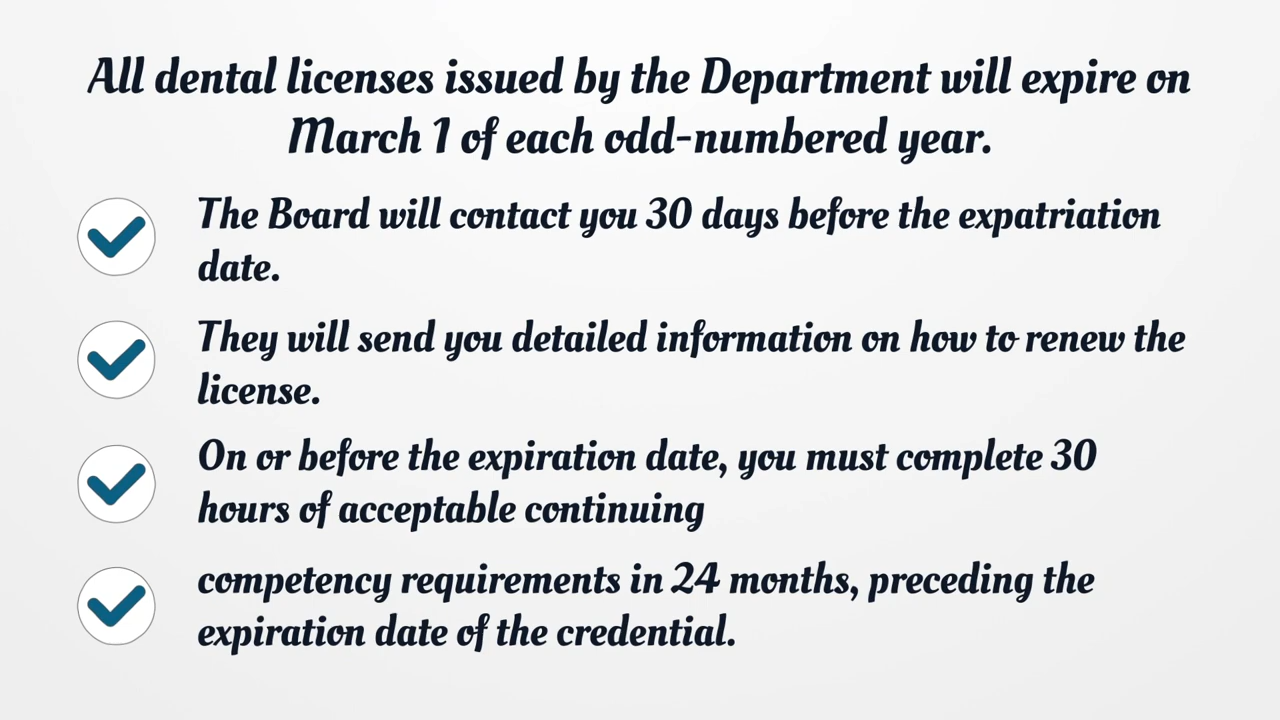 All dental licenses issued by the Department will expire on
March 1 of each odd-numbered year.
The Board will contact you 30 days before the expatriation
date.
They will send you detailed information on how to renew the
license.
On or before the expiration date, you must complete 30
hours of acceptable continuing
competency requirements in 24 months, preceding the
expiration date of the credential.